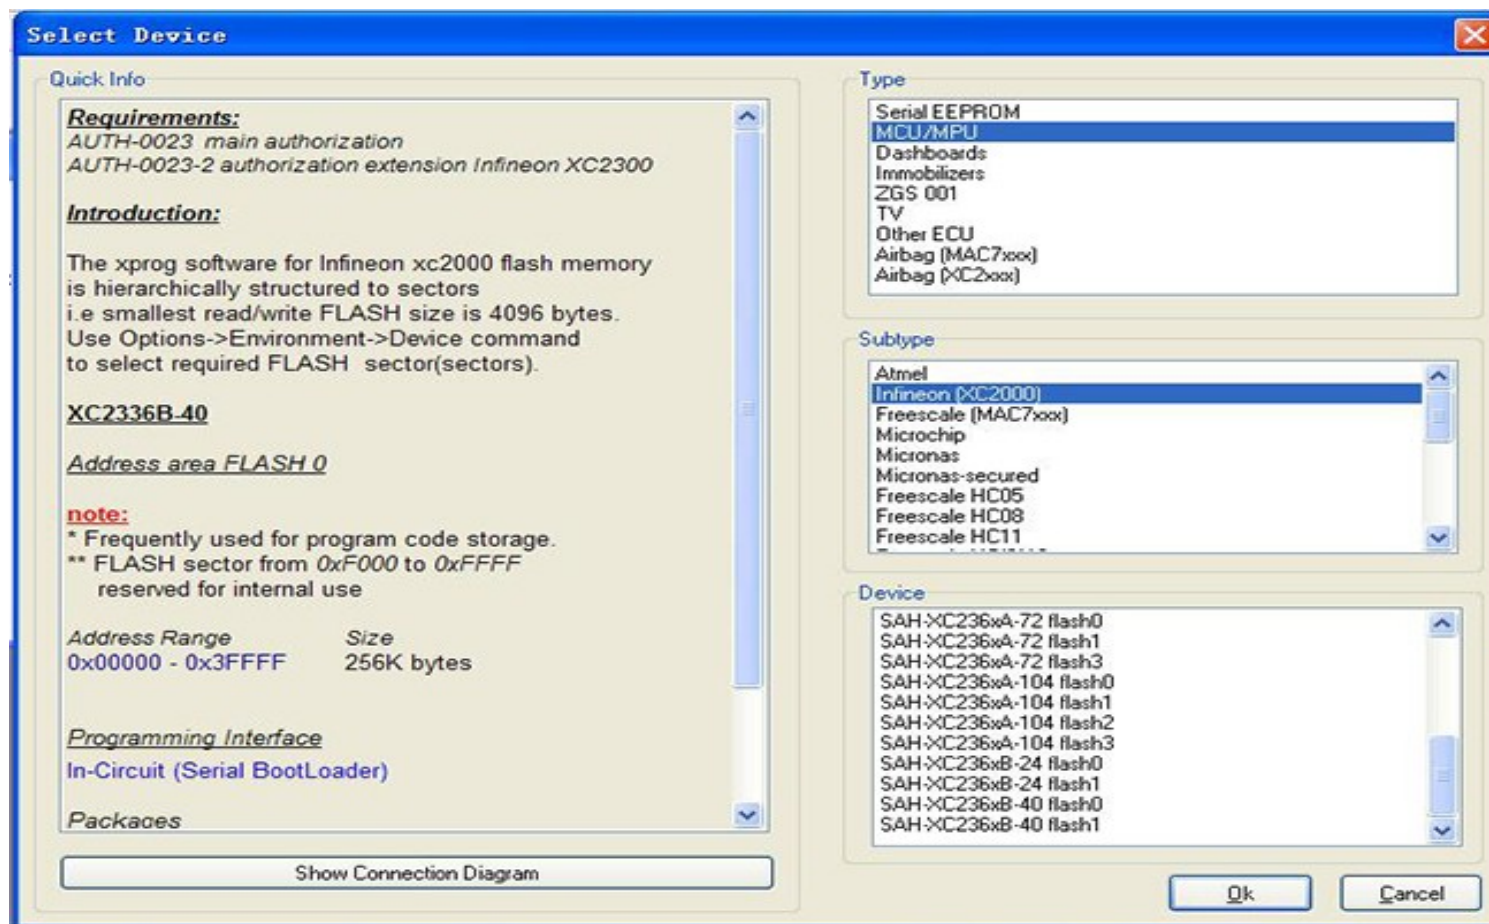 Select Device
Quick Info
Requirements:
AUTH-0023 main authorization
AUTH-0023-2 authorization extension Infineon XC2300
Introduction:
The xprog software for Infineon xc2000 flash memory
is hierarchically structured to sectors
i.e smallest read/write FLASH size is 4096 bytes.
Use Options->Environment->Device command
to select required FLASH sector(sectors).
XC2336B-40
Address area FLASH 0
note:
* Frequently used for program code storage.
** FLASH sector from 0xF000 to 0xFFFF
reserved for internal use
Address Range Size
0x00000 - 0x3FFFF 256K bytes
Programming Interface
In-Circuit (Serial BootLoader)
Packages
Show Connection Diagram
Type
Serial EEPROM
MCU/MPU
Dashboards
Immobilizers
ZGS 001
TV
Other ECU
Airbag (MAC7xxx)
Airbag (XC2xxx)
Subtype
Atmel
Infineon (XC2000)
Freescale (MAC7xxx)
Microchip
Micronas
Micronas-secured
Freescale HC05
Freescale HC08
Freescale HC11
Device
SAH-XC236xA-72 flash0
SAH-XC236xA-72 flash1
SAH-XC236xA-72 flash3
SAH-XC236xA-104 flash0
SAH-XC236xA-104 flash1
SAH-XC236xA-104 flash2
SAH-XC236xA-104 flash3
SAH-XC236xB-24 flash0
SAH-XC236xB-24 flash1
SAH-XC236xB-40 flash0
SAH-XC236xB-40 flash1
Ok
Cancel